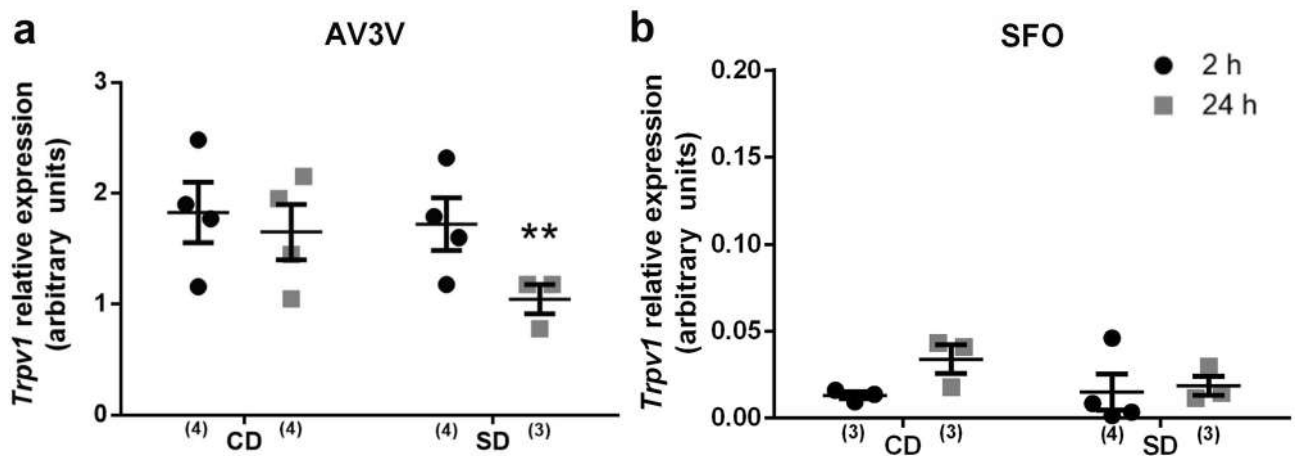 a
AV3V
Trpv1 relative expression
(arbitrary units)
3
2
1
0
**
(4)
(4)
(4)
(3)
CD
SD
b
SFO
2 h
24 h
Trpv1 relative expression
(arbitrary units)
0.20
0.15
0.10
0.05
0.00
(3)
(3)
(4)
(3)
CD
SD